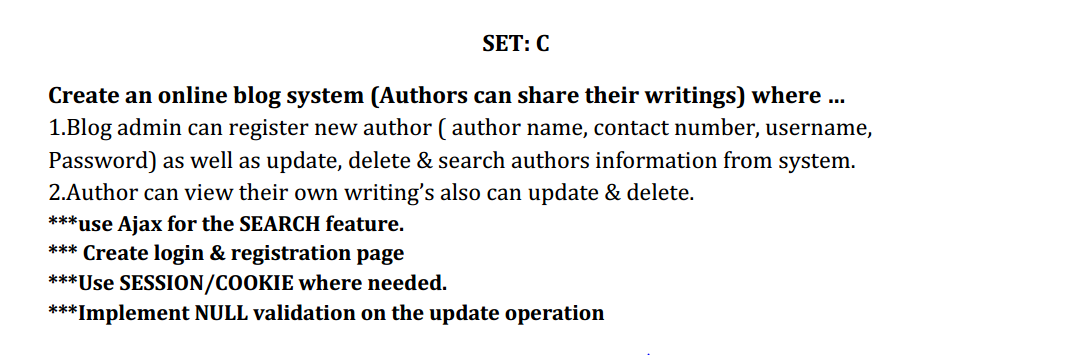 SET: C
Create an online blog system (Authors can share their writings) where ...
1.Blog admin can register new author ( author name, contact number, username,
Password) as well as update, delete & search authors information from system.
2.Author can view their own writing’s also can update & delete.
***use Ajax for the SEARCH feature.
*** Create login & registration page
***Use SESSION/COOKIE where needed.
***Implement NULL validation on the update operation